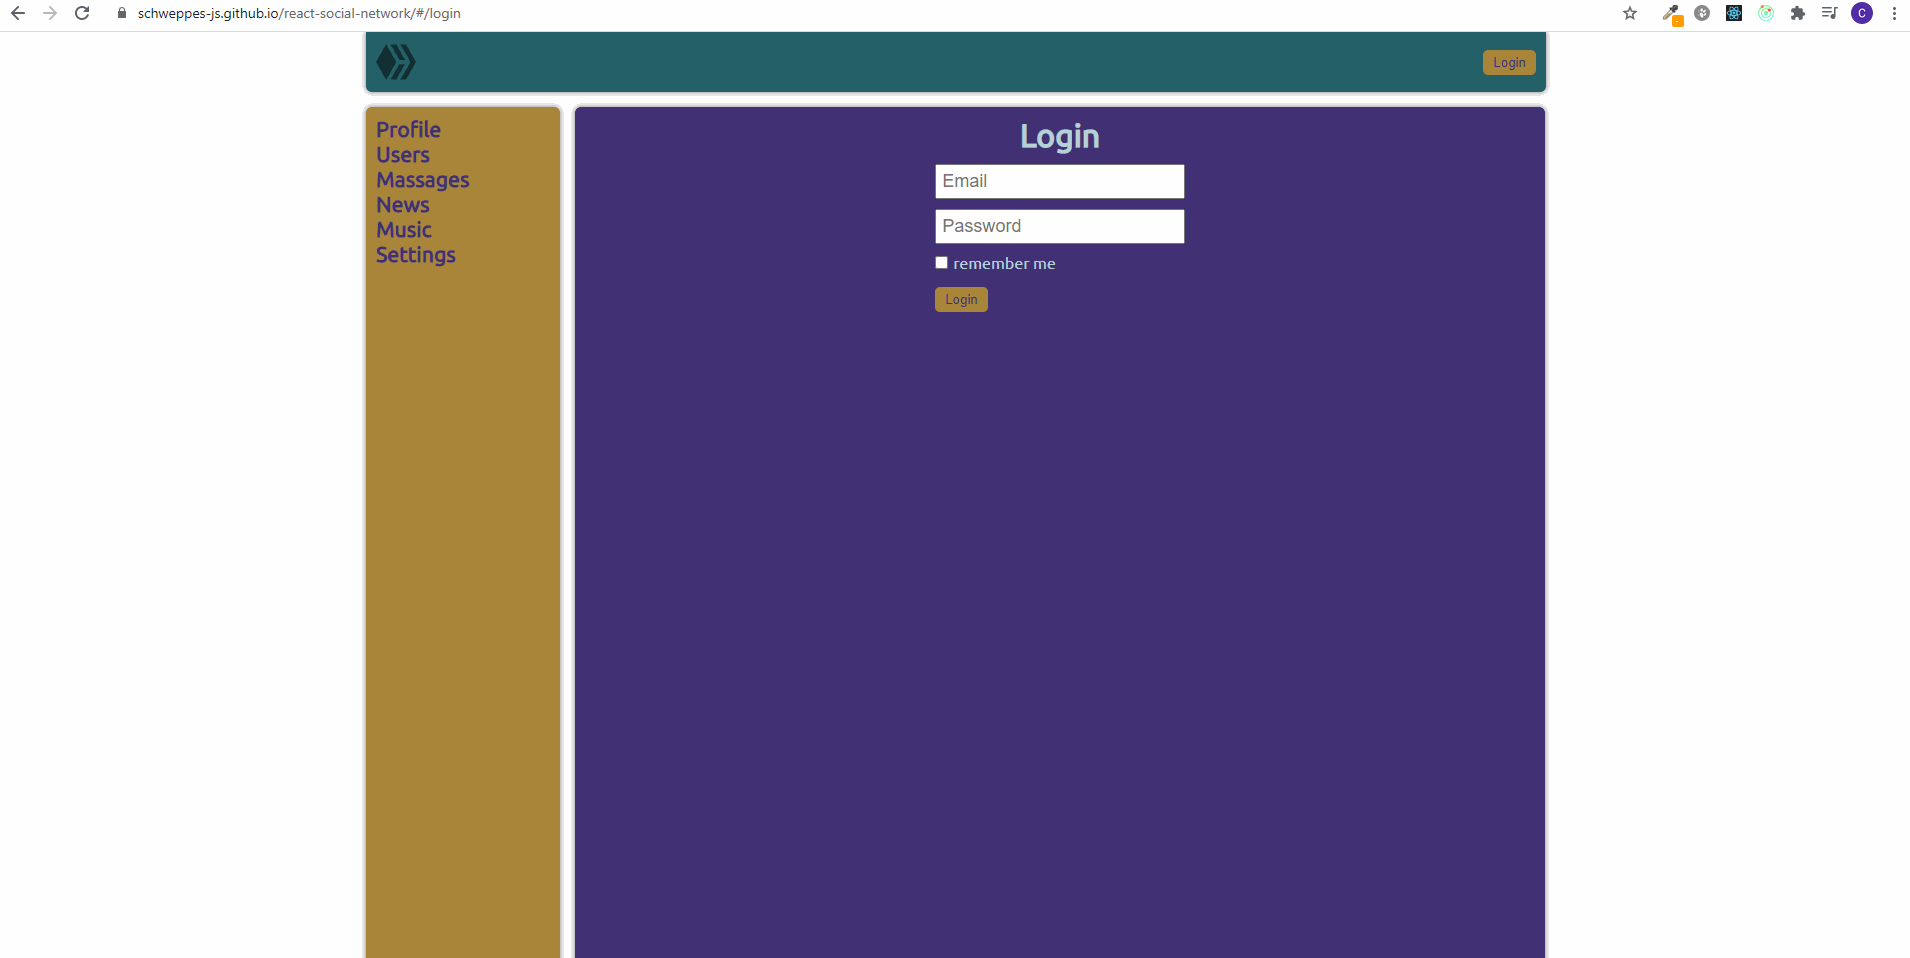 schweppes-js.github.io/react-social-network/#/login
C
Login
Profile
Users
Massages
News
Music
Settings
Login
Email
Password
remember me
Login